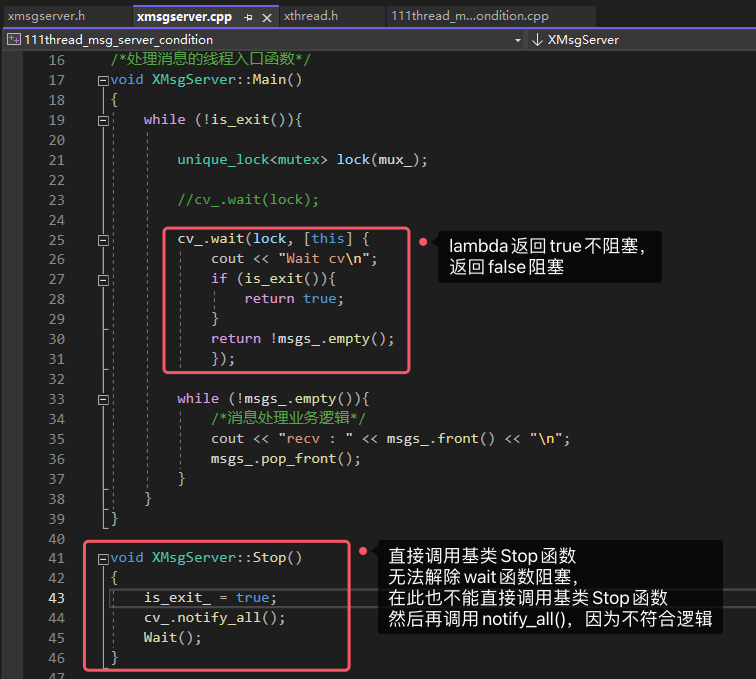 xmsgserver.h
xmsgserver.cpp
xthread.h
111thread_m...ondition.cpp
111thread_msg_server_condition
XMsgServer
16 /*处理消息的线程入口函数*/
17 void XMsgServer::Main()
18 {
19 while (!is_exit()){
20
21 unique_lock<mutex> lock(mux_);
22
23 //cv_.wait(lock);
24
25 cv_.wait(lock, [this] {
26 cout << "Wait cv\n";
27 if (is_exit()){
28 return true;
29 }
30 return !msgs_.empty();
31 });
32
33 while (!msgs_.empty()){
34 /*消息处理业务逻辑*/
35 cout << "recv : " << msgs_.front() << "\n";
36 msgs_.pop_front();
37 }
38 }
39 }
40
41 void XMsgServer::Stop()
42 {
43 is_exit_ = true;
44 cv_.notify_all();
45 Wait();
46 }
47
lambda返回true不阻塞，
返回false阻塞
直接调用基类Stop函数
无法解除wait函数阻塞，
在此也不能直接调用基类Stop函数
然后再调用notify_all()，因为不符合逻辑